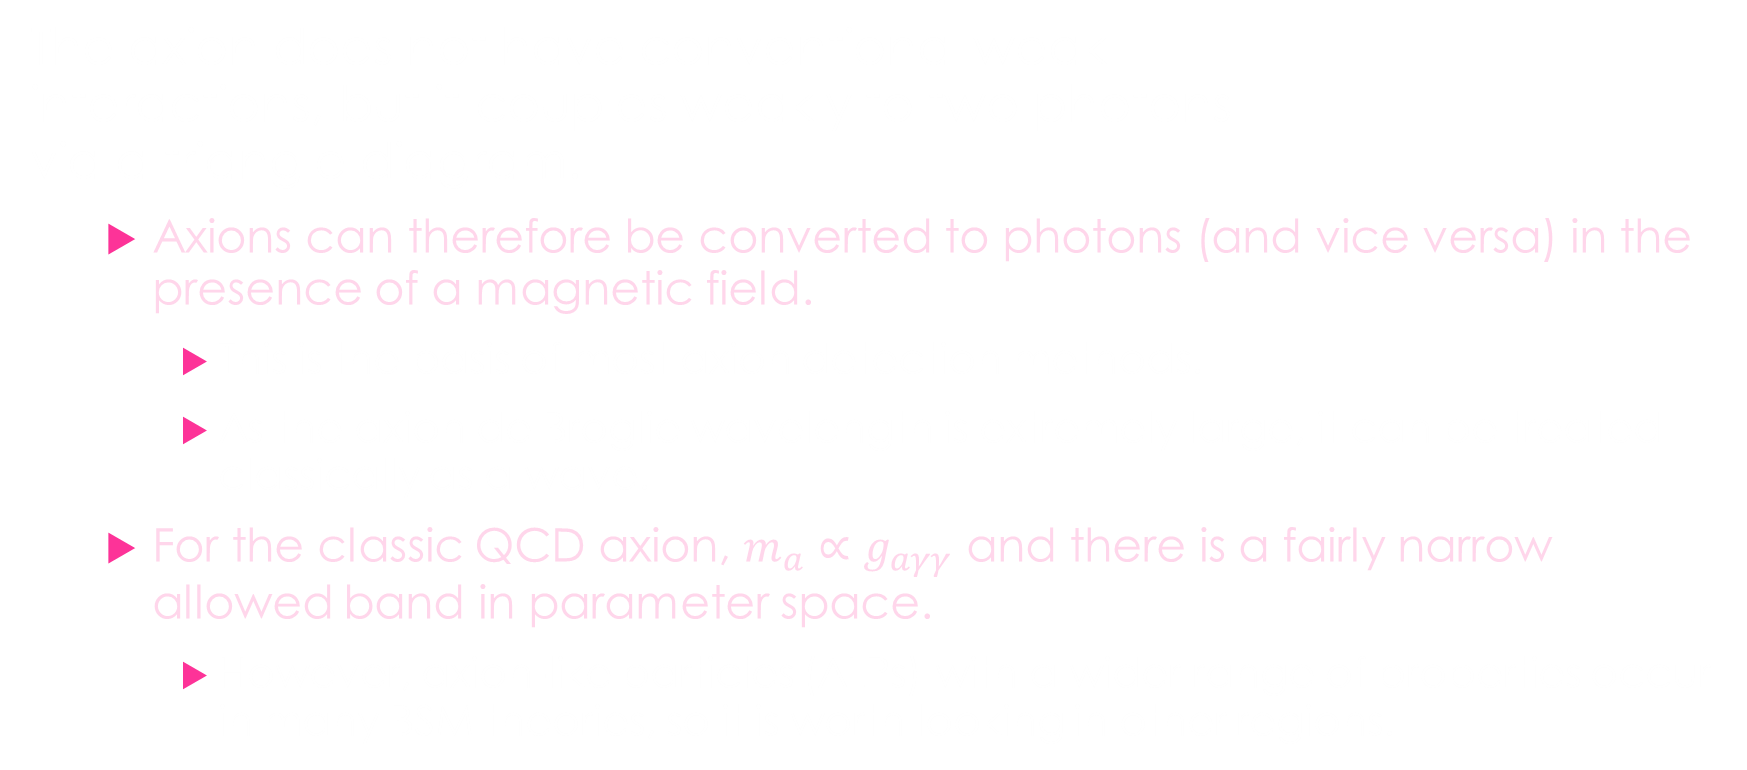 ▶ Axions can therefore be converted to photons (and vice versa) in the
presence of a magnetic field.
▶
▶
▶ For the classic QCD axion, 𝑚ₐ ∝ 𝑔ₐᵧᵧ and there is a fairly narrow
allowed band in parameter space.
▶